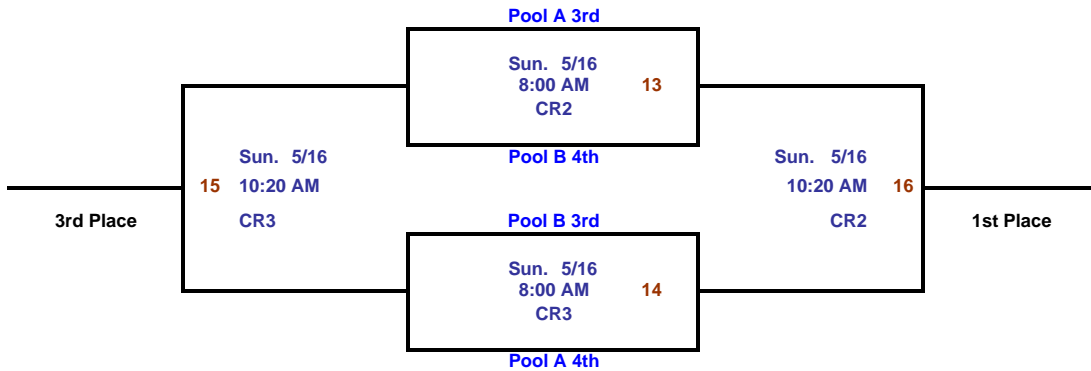 Pool A 3rd
Sun. 5/16
8:00 AM 13
CR2
Pool B 4th
Sun. 5/16
15 10:20 AM
CR3
3rd Place
Sun. 5/16
10:20 AM 16
CR2
1st Place
Pool B 3rd
Sun. 5/16
8:00 AM 14
CR3
Pool A 4th